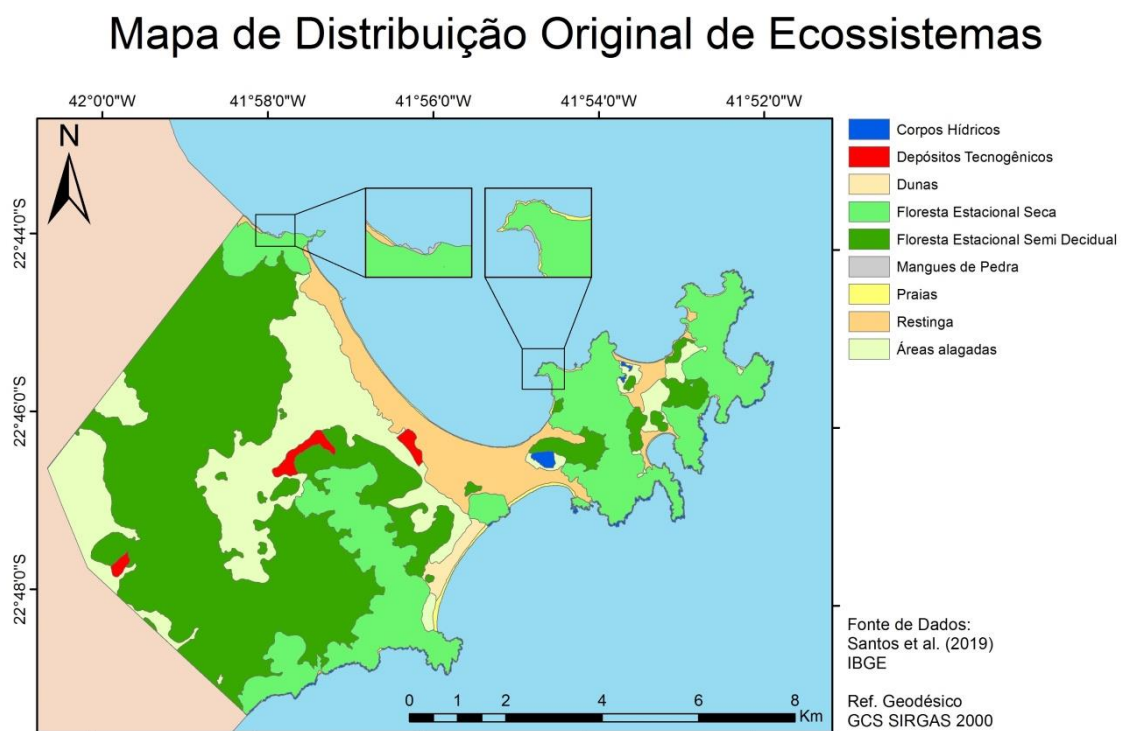 Mapa de Distribuição Original de Ecossistemas
42°0'0"W 41°58'0"W 41°56'0"W 41°54'0"W 41°52'0"W
N
22°44'0"S
22°46'0"S
22°48'0"S
Corpos Hídricos
Depósitos Tecnogênicos
Dunas
Floresta Estacional Seca
Floresta Estacional Semi Decidual
Mangues de Pedra
Praias
Restinga
Áreas alagadas
Fonte de Dados:
Santos et al. (2019)
IBGE
Ref. Geodésico
GCS SIRGAS 2000
0 1 2 4 6 8
Km